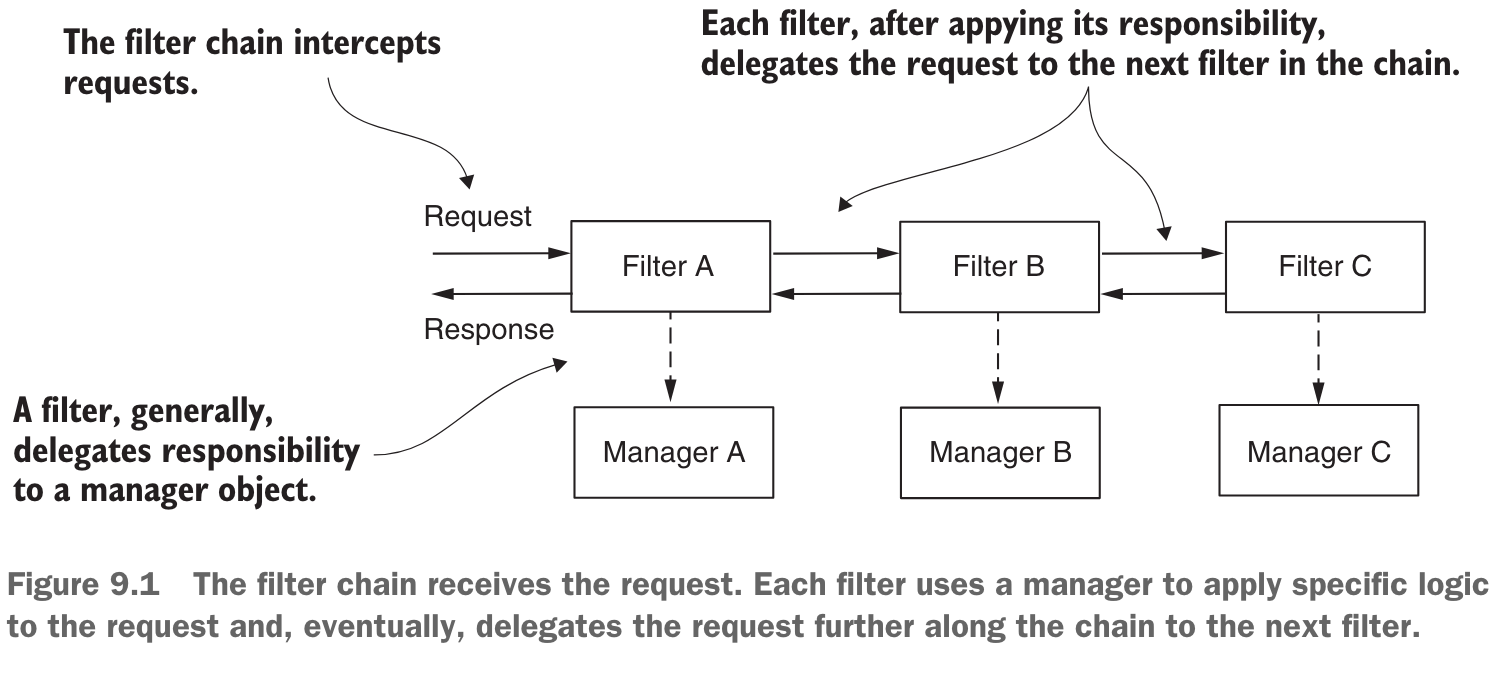 The filter chain intercepts
requests.
Each filter, after appying its responsibility,
delegates the request to the next filter in the chain.
Request
Filter A
Filter B
Filter C
Response
A filter, generally,
delegates responsibility
to a manager object.
Manager A
Manager B
Manager C
Figure 9.1 The filter chain receives the request. Each filter uses a manager to apply specific logic
to the request and, eventually, delegates the request further along the chain to the next filter.